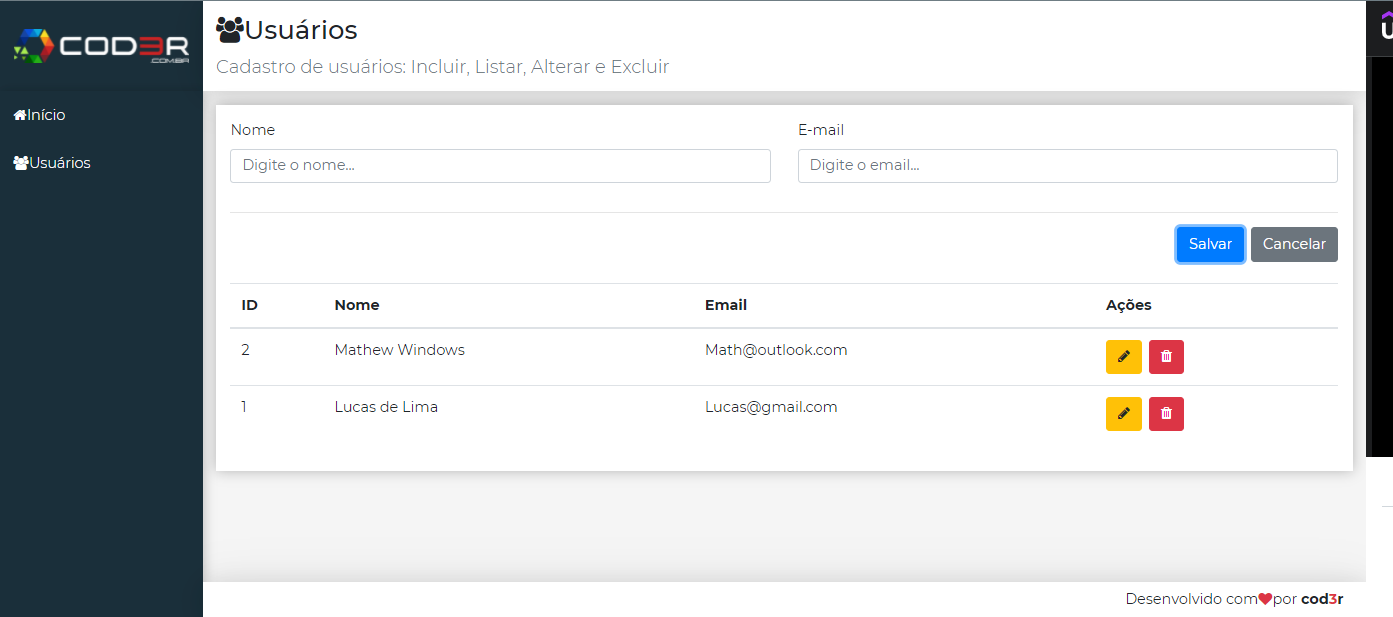 COD3R
.COM.BR
Início
Usuários
Usuários
Cadastro de usuários: Incluir, Listar, Alterar e Excluir
Nome
E-mail
Digite o nome...
Digite o email...
Salvar
Cancelar
ID Nome Email Ações
2 Mathew Windows Math@outlook.com
1 Lucas de Lima Lucas@gmail.com
Desenvolvido com por cod3r